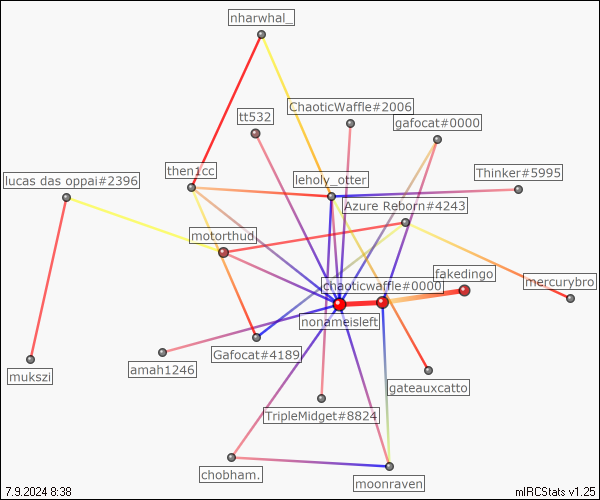 nharwhal_
ChaoticWaffle#2006
tt532
gafocat#0000
then1cc
leholy_otter
Thinker#5995
lucas das oppai#2396
Azure Reborn#4243
motorthud
chaoticwaffle#0000
fakedingo
mercurybro
nonameisleft
Gafocat#4189
amah1246
mukszi
gateauxcatto
TripleMidget#8824
chobham.
moonraven
7.9.2024 8:38
mIRCStats v1.25